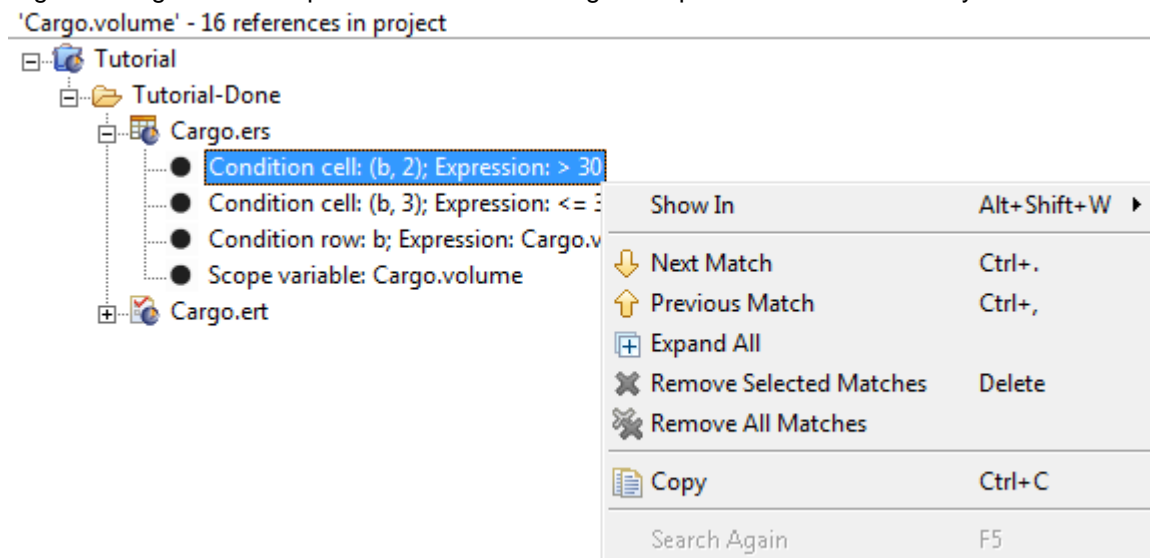 'Cargo.volume' - 16 references in project
Tutorial
Tutorial-Done
Cargo.ers
Condition cell: (b, 2); Expression: > 30
Condition cell: (b, 3); Expression: <=
Show In Alt+Shift+W
Condition row: b; Expression: Cargo.v
Next Match Ctrl+.
Scope variable: Cargo.volume
Previous Match Ctrl+,
Cargo.ert
Expand All
Remove Selected Matches Delete
Remove All Matches
Copy Ctrl+C
Search Again F5